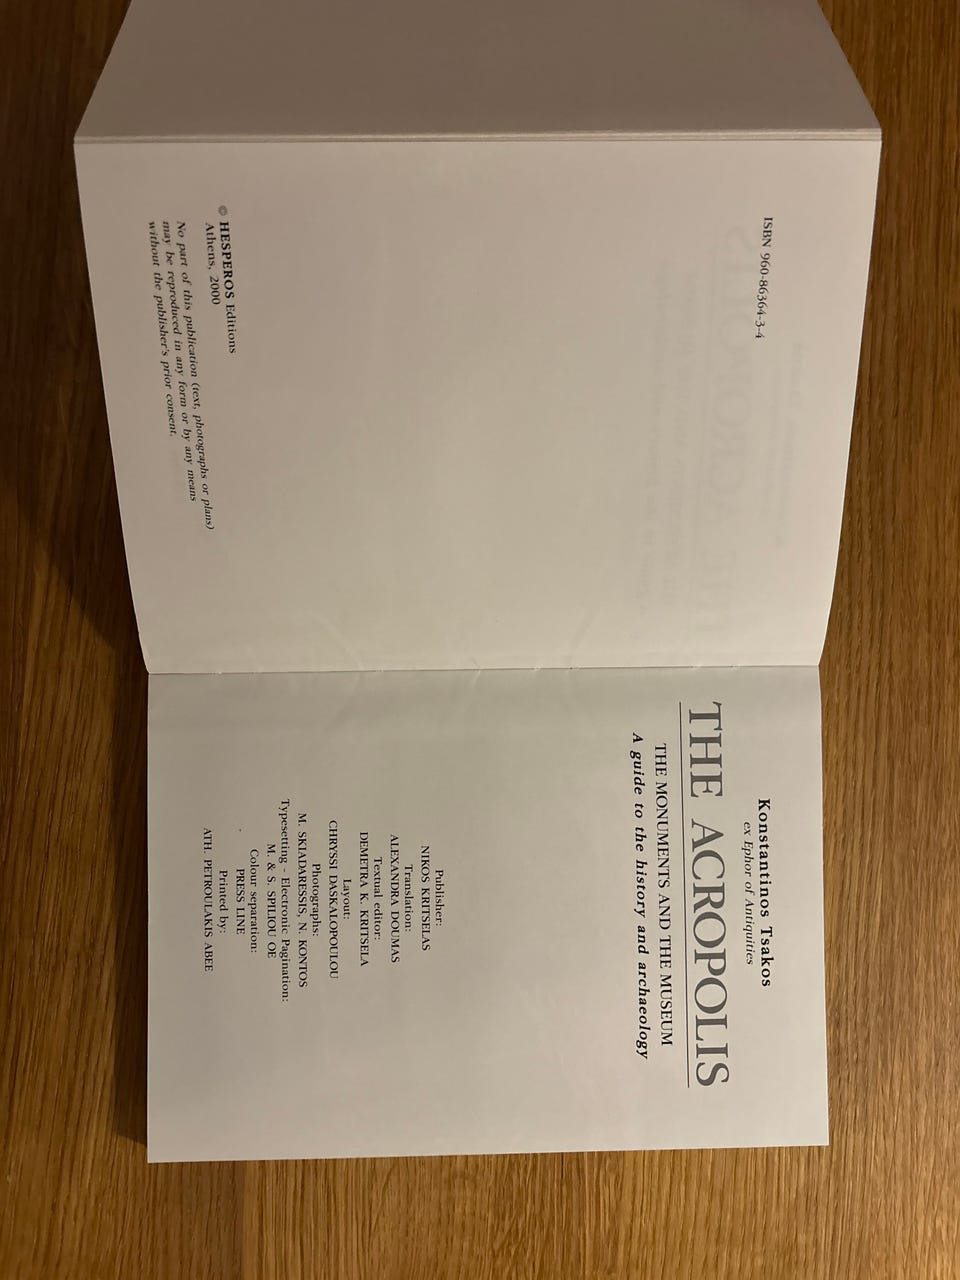 ISBN 960-86364-3-4
© HESPEROS Editions
Athens, 2000
No part of this publication (text, photographs or plans)
may be reproduced in any form or by any means
without the publisher's prior consent.
Konstantinos Tsakos
ex Ephor of Antiquities
THE ACROPOLIS
THE MONUMENTS AND THE MUSEUM
A guide to the history and archaeology
Publisher:
NIKOS KRITSELAS
Translation:
ALEXANDRA DOUMAS
Textual editor:
DEMETRA K. KRITSELA
Layout:
CHRYSSI DASKALOPOULOU
Photographs:
M. SKIADARESSIS, N. KONTOS
Typesetting - Electronic Pagination:
M. & S. SPILIOU OE
Colour separation:
PRESS LINE
Printed by:
ATH. PETROULAKIS ABEE